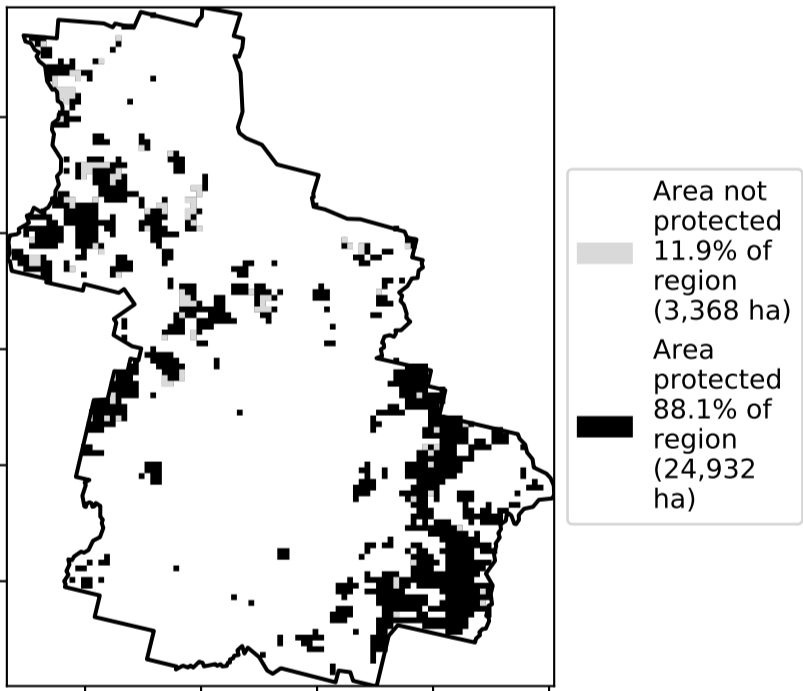 Area not
protected
11.9% of
region
(3,368 ha)
Area
protected
88.1% of
region
(24,932
ha)